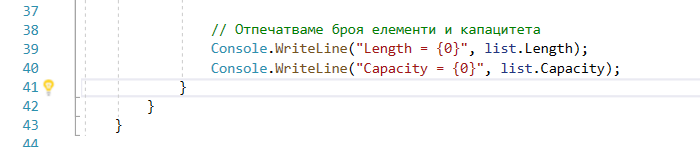 37
38 // Отпечатваме броя елементи и капацитета
39 Console.WriteLine("Length = {0}", list.Length);
40 Console.WriteLine("Capacity = {0}", list.Capacity);
41 }
42 }
43 }
44